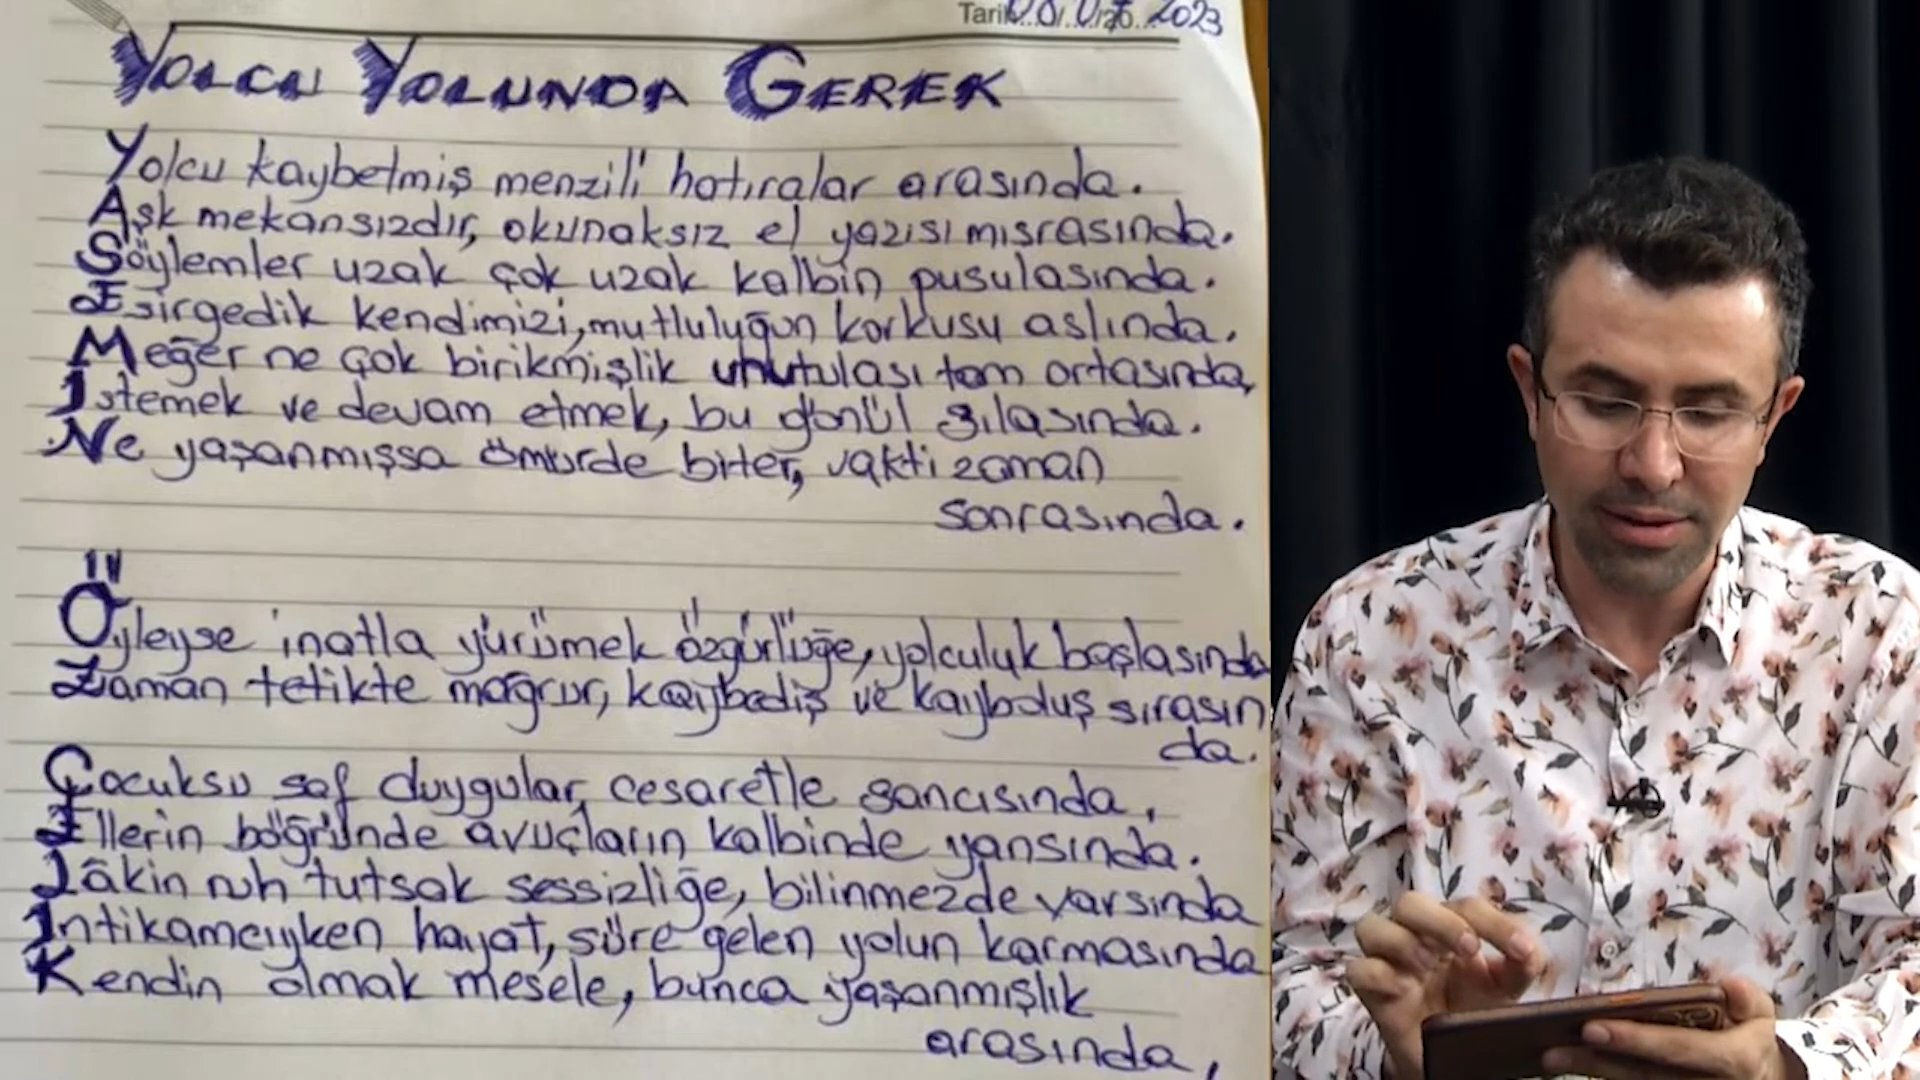 Tarih
2023
YOLCU YOLUNDA GEREK
Yolcu kaybetmiş menzili hatıralar arasında.
Aşk mekansızdır, okunaksız el yazısı mısrasında.
Söylemler uzak çok uzak kalbin pusulasında.
Esirgedik kendimizi, mutluluğun korkusu aslında.
Meğer ne çok birikmişlik unutulası tam ortasında,
İstemek ve devam etmek, bu gönül sılasında.
Ne yaşanmışsa ömürde biter, vakti zaman
sonrasında.
Öyleyse inatla yürümek özgürlüğe, yolculuk başlasında
Zaman tetikte mağrur, kaybediş ve kayboluş sırasın
da.
Çocuksu saf duygular, cesaretle sancısında,
Ellerin böğründe avuçların kalbinde yansında.
Lâkin ruh tutsak sessizliğe, bilinmezde varsında
İntikamcıyken hayat, süre gelen yolun karmasında
Kendin olmak mesele, bunca yaşanmışlık
arasında,